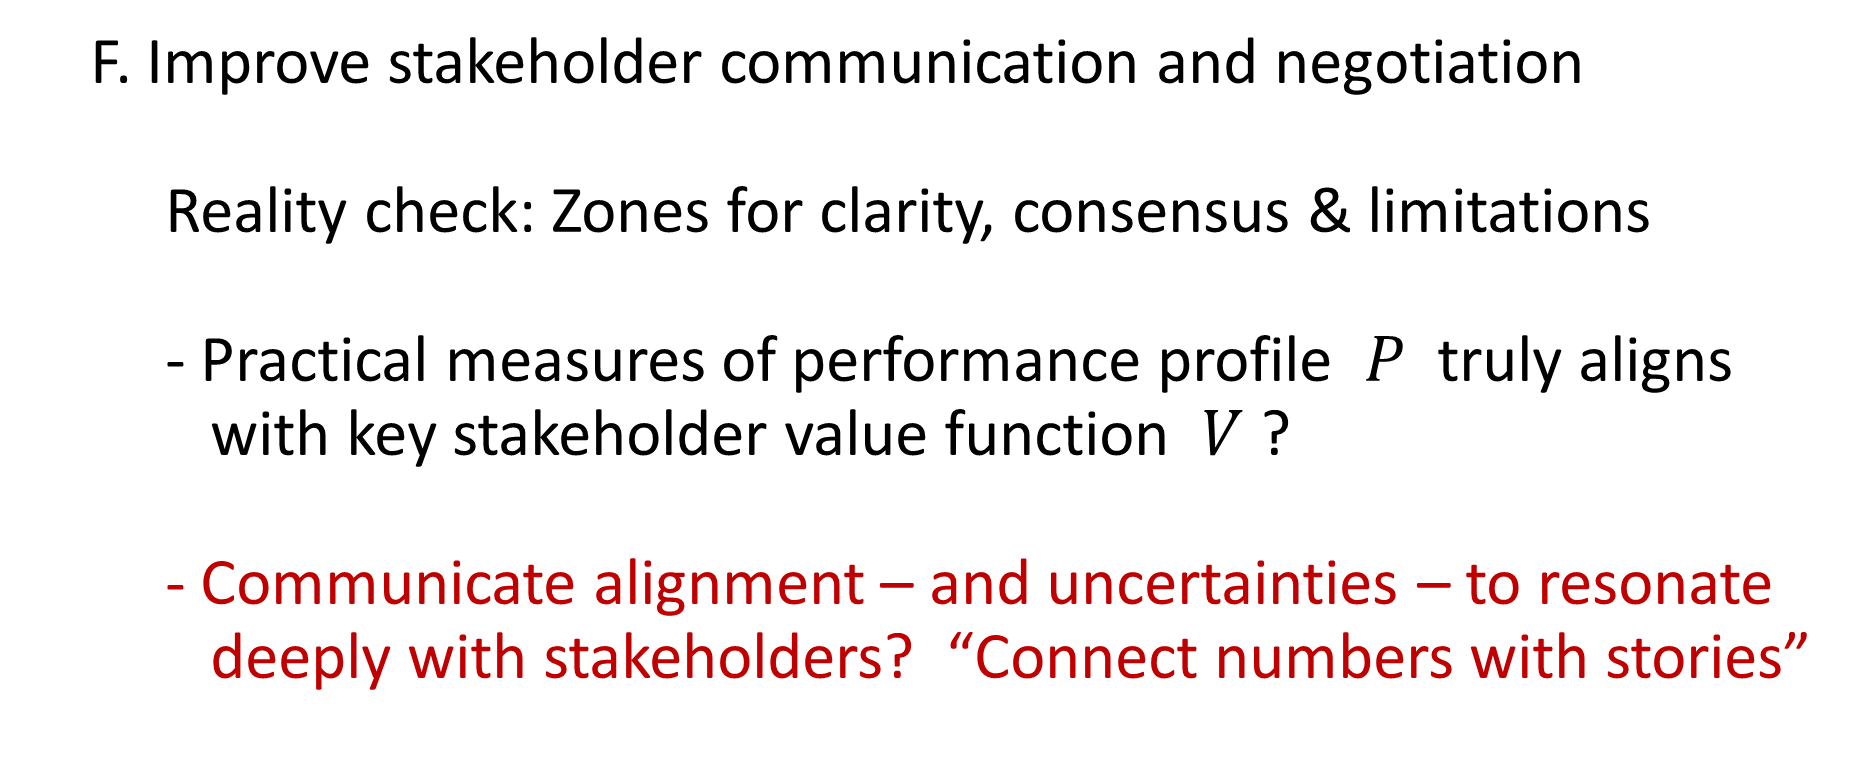 F. Improve stakeholder communication and negotiation
Reality check: Zones for clarity, consensus & limitations
- Practical measures of performance profile P truly aligns
with key stakeholder value function V ?
- Communicate alignment – and uncertainties – to resonate
deeply with stakeholders? “Connect numbers with stories”